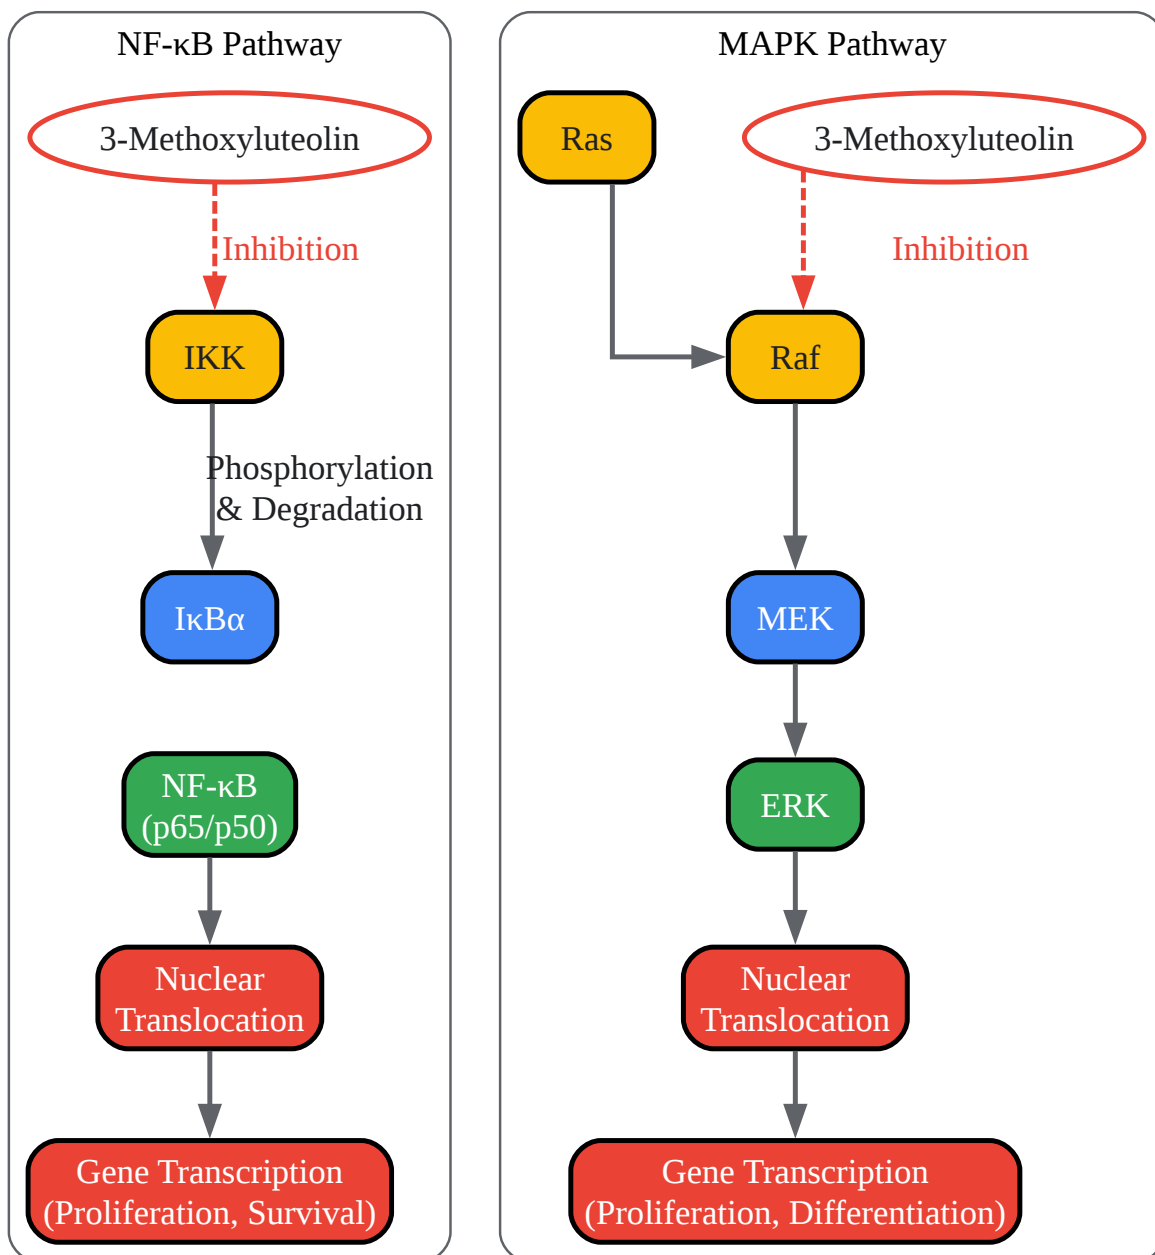 NF-κB Pathway
3-Methoxyluteolin
Inhibition
IKK
Phosphorylation
& Degradation
IκBα
NF-κB
(p65/p50)
Nuclear
Translocation
Gene Transcription
(Proliferation, Survival)
MAPK Pathway
Ras
3-Methoxyluteolin
Inhibition
Raf
MEK
ERK
Nuclear
Translocation
Gene Transcription
(Proliferation, Differentiation)